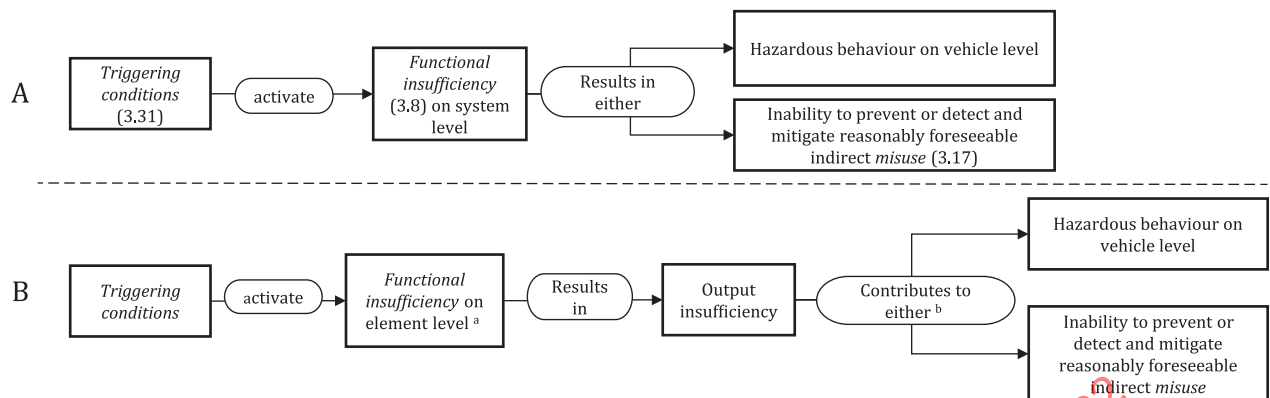 A
Triggering
conditions
(3.31)
activate
Functional
insufficiency
(3.8) on system
level
Results in
either
Hazardous behaviour on vehicle level
Inability to prevent or detect and
mitigate reasonably foreseeable
indirect misuse (3.17)
B
Triggering
conditions
activate
Functional
insufficiency on
element level a
Results
in
Output
insufficiency
Contributes to
either b
Hazardous behaviour on
vehicle level
Inability to prevent or
detect and mitigate
reasonably foreseeable
indirect misuse